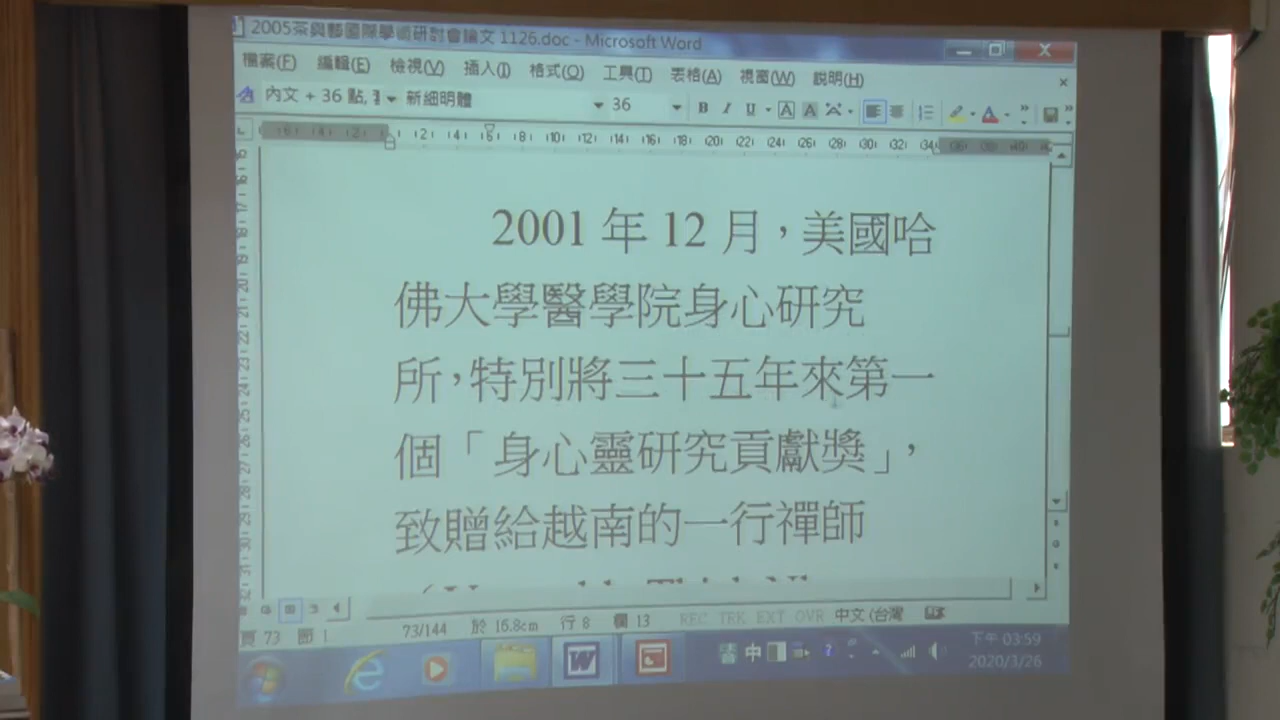 2005茶與藝國際學術研討會論文 1126.doc - Microsoft Word
檔案(F) 編輯(E) 檢視(V) 插入(I) 格式(O) 工具(T) 表格(A) 視窗(W) 說明(H)
內文 + 36 點, 新細明體 36 B I U A A
2001 年 12 月，美國哈
佛大學醫學院身心研究
所，特別將三十五年來第一
個「身心靈研究貢獻獎」，
致贈給越南的一行禪師
頁 73 節 1 73/144 於 16.8cm 行 8 欄 13 REC TRK EXT OVR 中文(台灣
中 下午 03:59
2020/3/26